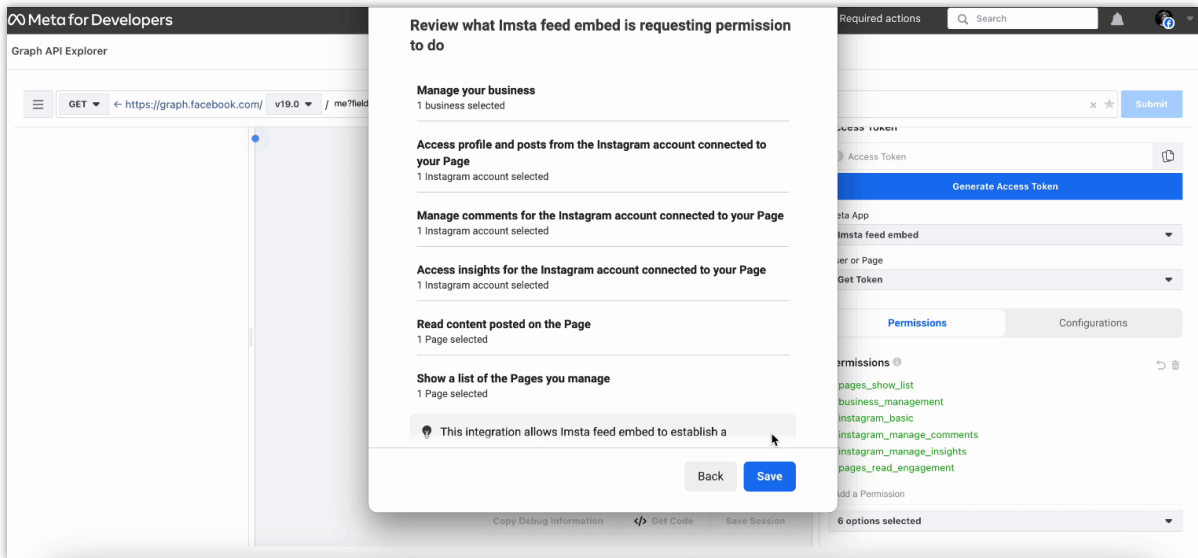 Meta for Developers
Required actions
Search
Graph API Explorer
GET
https://graph.facebook.com/
v19.0
/
me?field
Submit
Review what Imsta feed embed is requesting permission
to do
Manage your business
1 business selected
Access profile and posts from the Instagram account connected to
your Page
1 Instagram account selected
Manage comments for the Instagram account connected to your Page
1 Instagram account selected
Access insights for the Instagram account connected to your Page
1 Instagram account selected
Read content posted on the Page
1 Page selected
Show a list of the Pages you manage
1 Page selected
This integration allows Imsta feed embed to establish a
Back
Save
Copy Debug Information
</> Get Code
Save Session
Access Token
Access Token
Generate Access Token
eta App
Imsta feed embed
ser or Page
Get Token
Permissions
Configurations
ermissions
pages_show_list
business_management
instagram_basic
instagram_manage_comments
instagram_manage_insights
pages_read_engagement
Add a Permission
6 options selected